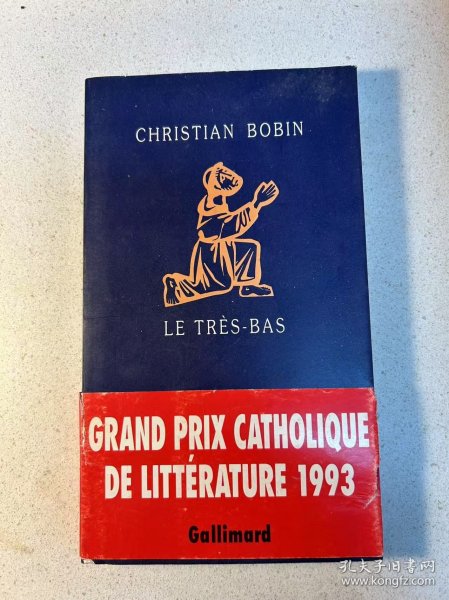 CHRISTIAN BOBIN
LE TRÈS-BAS
GRAND PRIX CATHOLIQUE
DE LITTÉRATURE 1993
Gallimard
孔夫子旧书网
www.kongfz.com